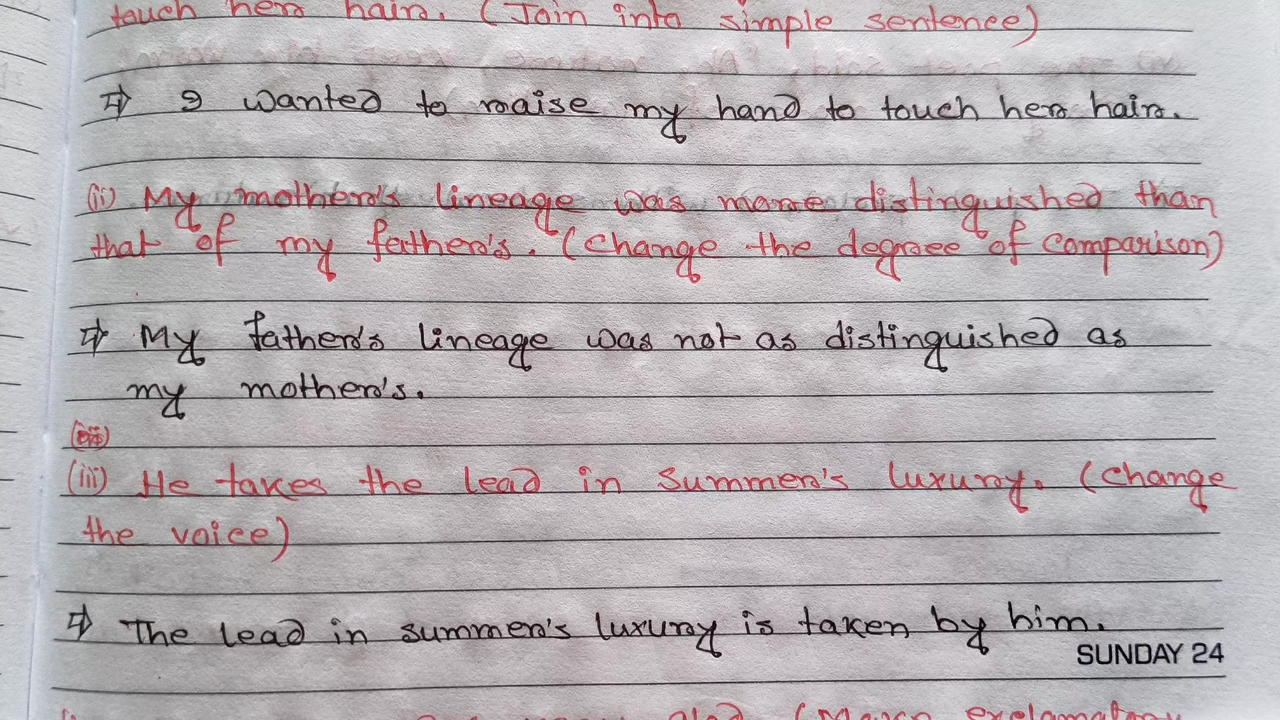 touch her hair. (Join into simple sentence)
⇒ I wanted to raise my hand to touch her hair.
(ii) My mother's lineage was more distinguished than
that of my father's. (Change the degree of comparison)
⇒ My father's lineage was not as distinguished as
my mother's.
(iii) He takes the lead in summer's luxury. (Change
the voice)
⇒ The lead in summer's luxury is taken by him.
SUNDAY 24
(Make exclamatory